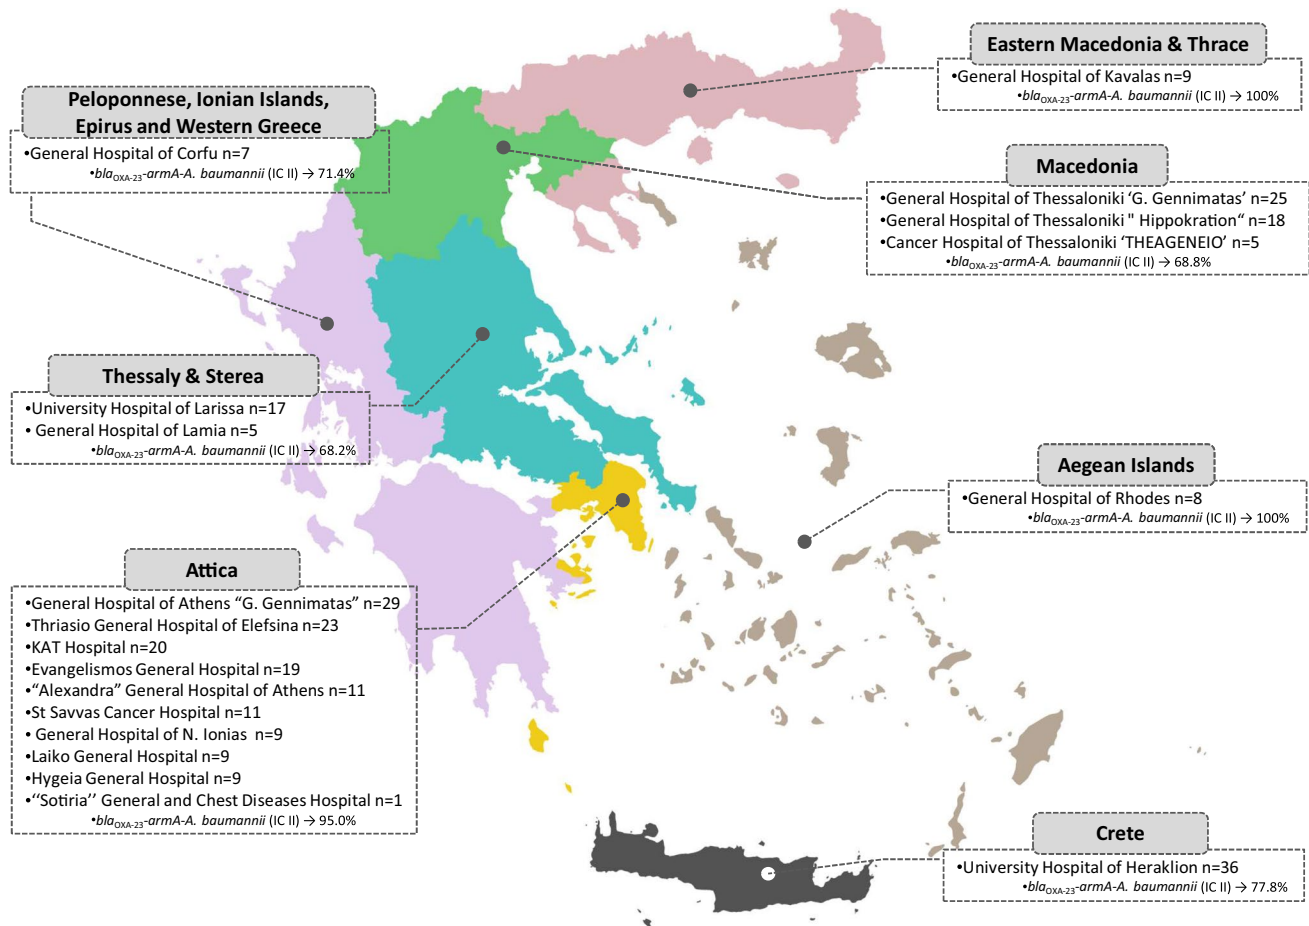 Eastern Macedonia & Thrace
•General Hospital of Kavalas n=9
•bla_OXA-23-armA-A. baumannii (IC II) → 100%
Peloponnese, Ionian Islands,
Epirus and Western Greece
•General Hospital of Corfu n=7
•bla_OXA-23-armA-A. baumannii (IC II) → 71.4%
Macedonia
•General Hospital of Thessaloniki ‘G. Gennimatas’ n=25
•General Hospital of Thessaloniki " Hippokration“ n=18
•Cancer Hospital of Thessaloniki ‘THEAGENEIO’ n=5
•bla_OXA-23-armA-A. baumannii (IC II) → 68.8%
Thessaly & Sterea
•University Hospital of Larissa n=17
• General Hospital of Lamia n=5
•bla_OXA-23-armA-A. baumannii (IC II) → 68.2%
Aegean Islands
•General Hospital of Rhodes n=8
•bla_OXA-23-armA-A. baumannii (IC II) → 100%
Attica
•General Hospital of Athens “G. Gennimatas” n=29
•Thriasio General Hospital of Elefsina n=23
•KAT Hospital n=20
•Evangelismos General Hospital n=19
•“Alexandra” General Hospital of Athens n=11
•St Savvas Cancer Hospital n=11
• General Hospital of N. Ionias n=9
•Laiko General Hospital n=9
•Hygeia General Hospital n=9
•‘‘Sotiria’’ General and Chest Diseases Hospital n=1
•bla_OXA-23-armA-A. baumannii (IC II) → 95.0%
Crete
•University Hospital of Heraklion n=36
•bla_OXA-23-armA-A. baumannii (IC II) → 77.8%